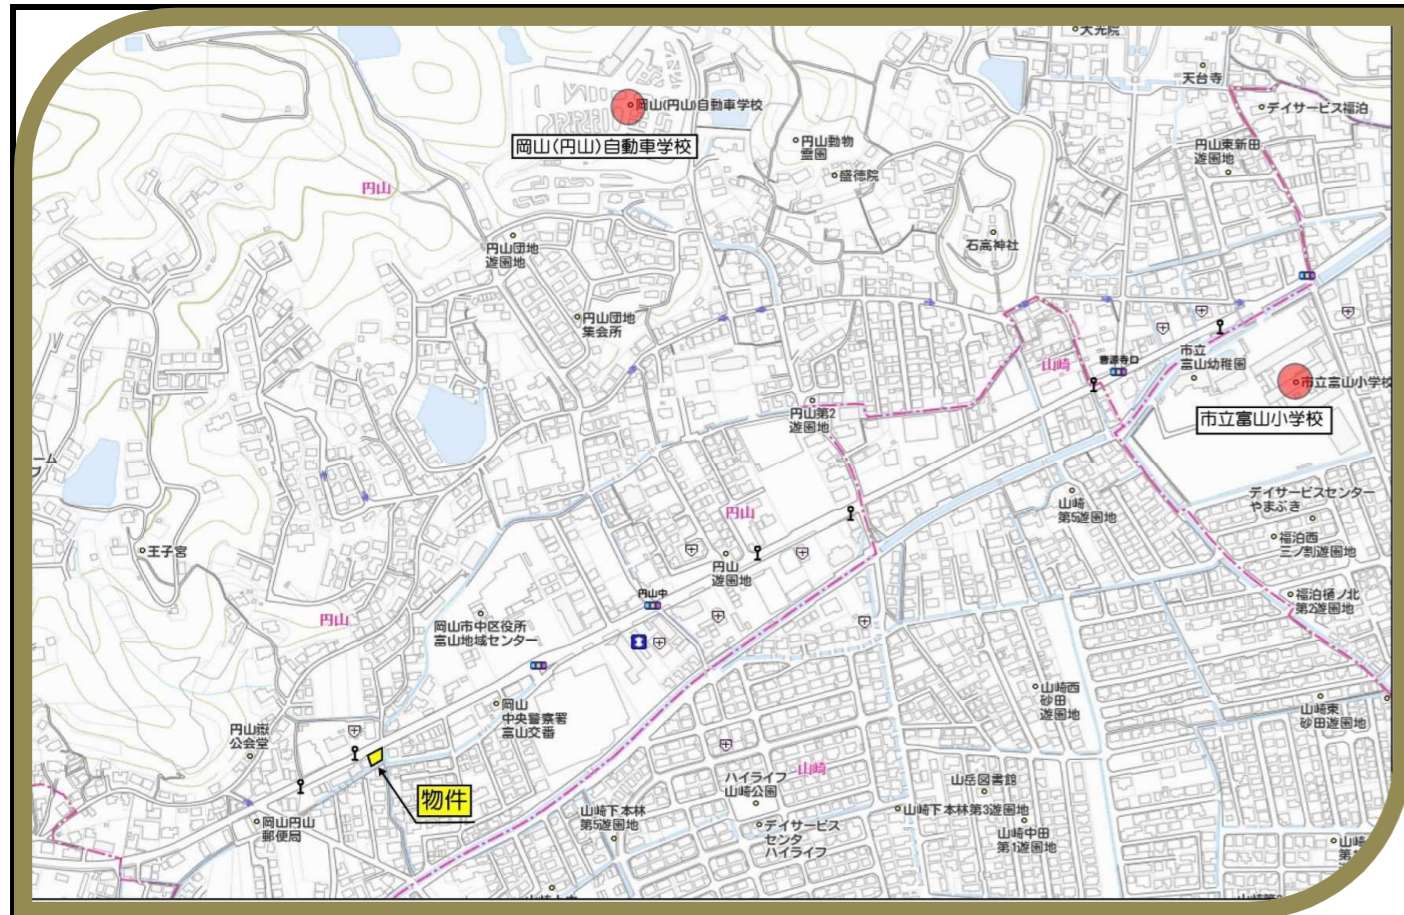 大光院
天台寺
デイサービス福泊
岡山(円山)自動車学校
岡山(円山)自動車学校
円山動物
霊園
円山東新田
遊園地
盛徳院
円山
円山団地
遊園地
石高神社
円山団地
集会所
市立
富山幼稚園
曹源寺口
山崎
市立富山小学校
市立富山小学校
円山第2
遊園地
デイサービスセンター
やまぶき
山崎
第5遊園地
円山
福泊西
三ノ割遊園地
王子宮
円山
遊園地
円山中
福泊樋ノ北
第2遊園地
円山
岡山市中区役所
富山地域センター
山崎西
砂田
遊園地
岡山
中央警察署
富山交番
山崎東
砂田遊園地
円山嶽
公会堂
山崎
ハイライフ
山崎公園
山岳図書館
物件
山崎下本林
第5遊園地
山崎下本林第3遊園地
岡山円山
郵便局
デイサービス
センタ
ハイライフ
山崎中田
第1遊園地